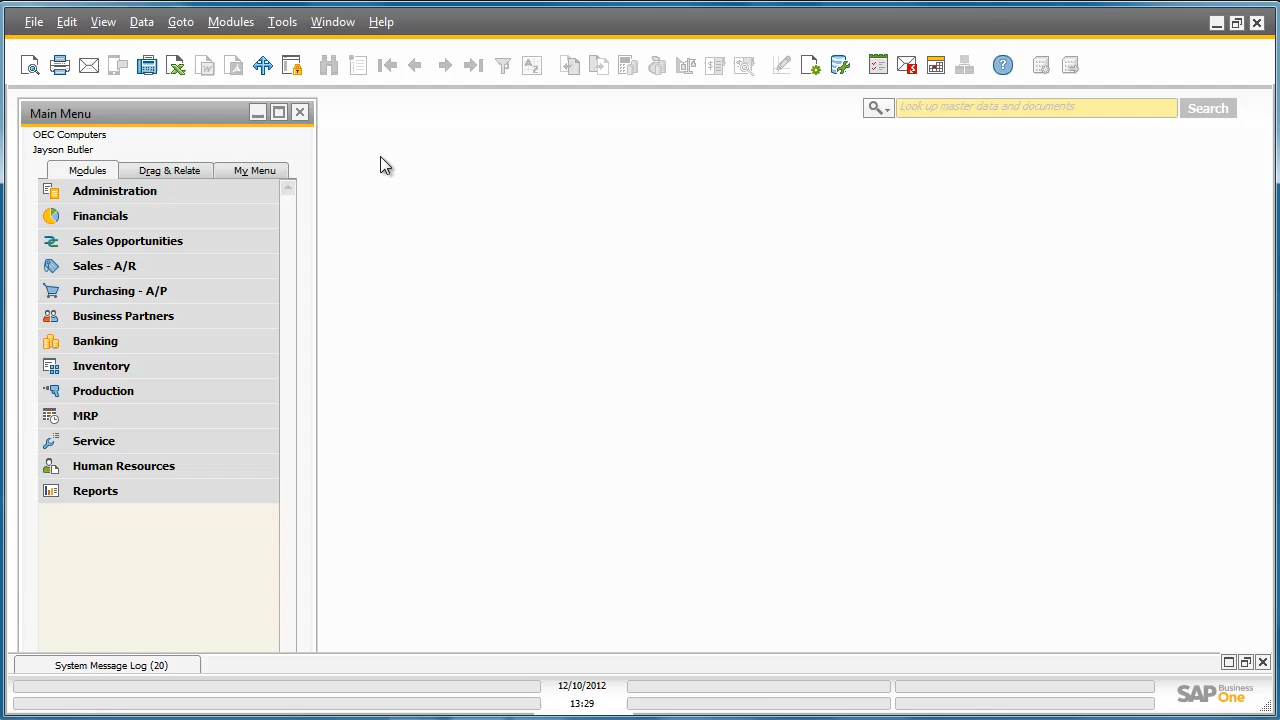 File Edit View Data Goto Modules Tools Window Help
Main Menu
Look up master data and documents
Search
OEC Computers
Jayson Butler
Modules Drag & Relate My Menu
Administration
Financials
Sales Opportunities
Sales - A/R
Purchasing - A/P
Business Partners
Banking
Inventory
Production
MRP
Service
Human Resources
Reports
System Message Log (20)
12/10/2012
13:29
SAP Business One